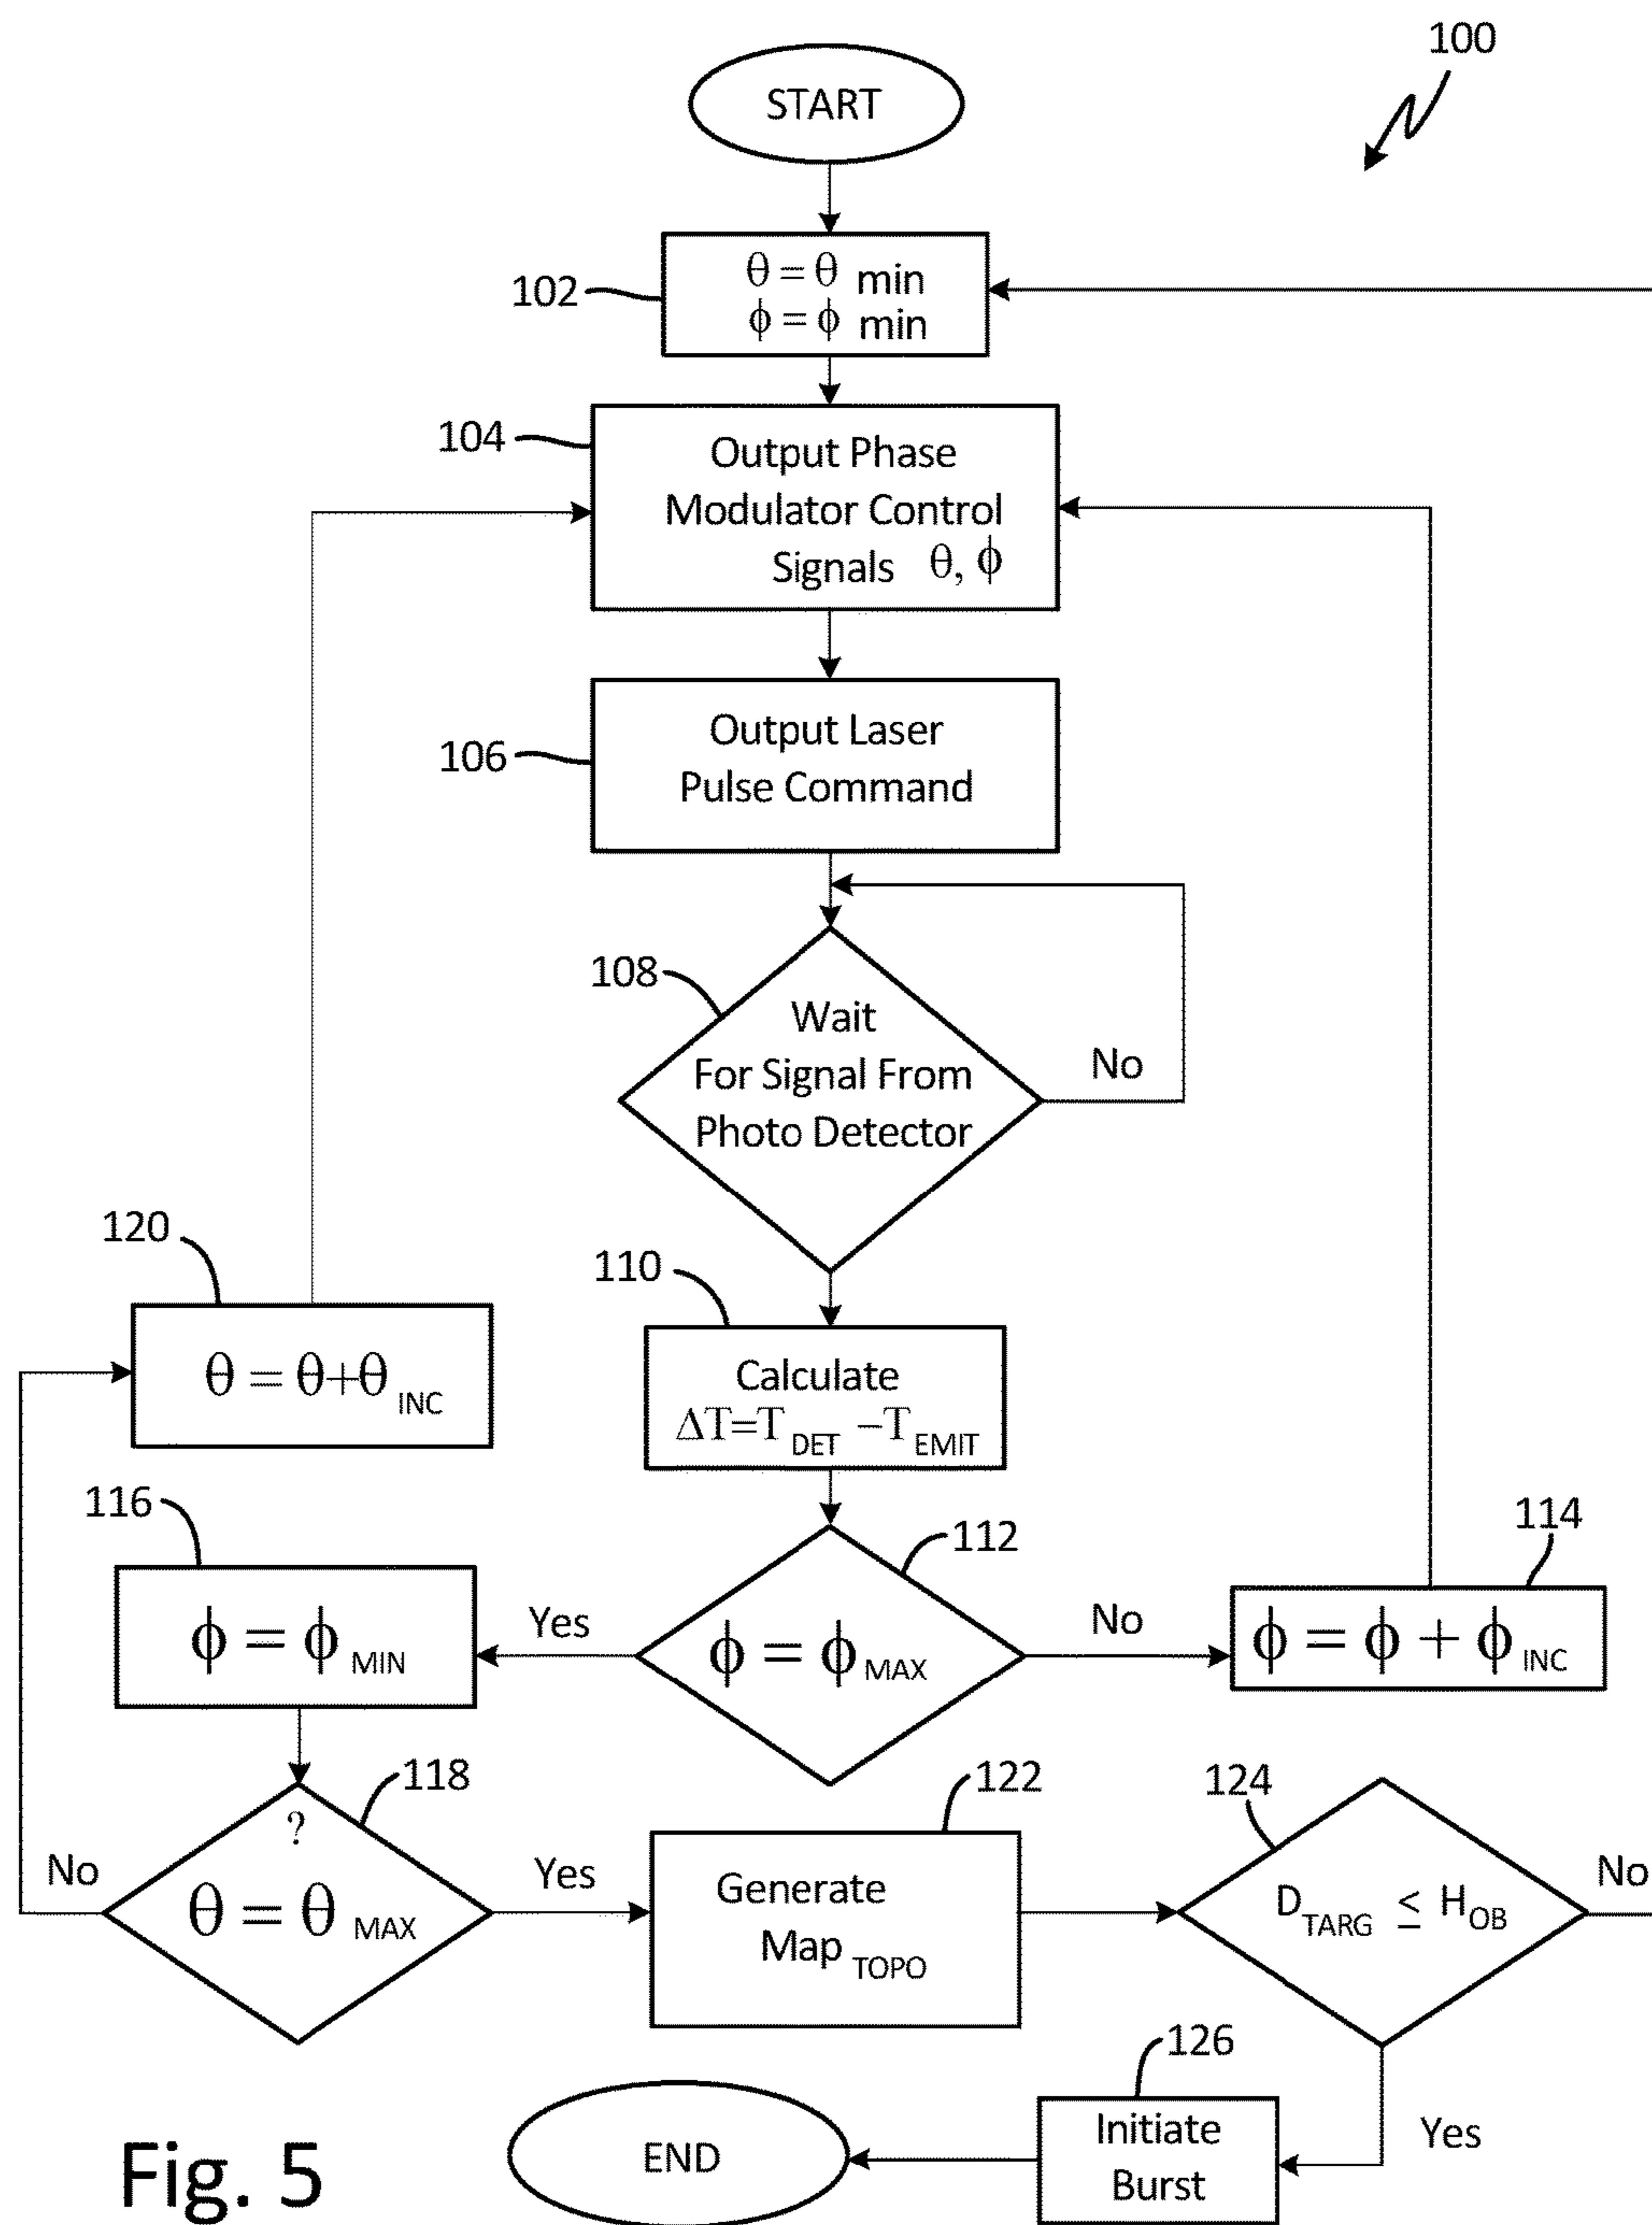 100
START
102
θ = θ min
ϕ = ϕ min
104
Output Phase
Modulator Control
Signals θ, ϕ
106
Output Laser
Pulse Command
108
Wait
For Signal From
Photo Detector
No
120
θ = θ+θ INC
110
Calculate
ΔT=T DET −T EMIT
116
ϕ = ϕ MIN
Yes
112
ϕ = ϕ MAX
No
114
ϕ = ϕ + ϕ INC
118
?
θ = θ MAX
No
Yes
122
Generate
Map TOPO
124
D TARG ≤ H OB
No
Yes
126
Initiate
Burst
END
Fig. 5